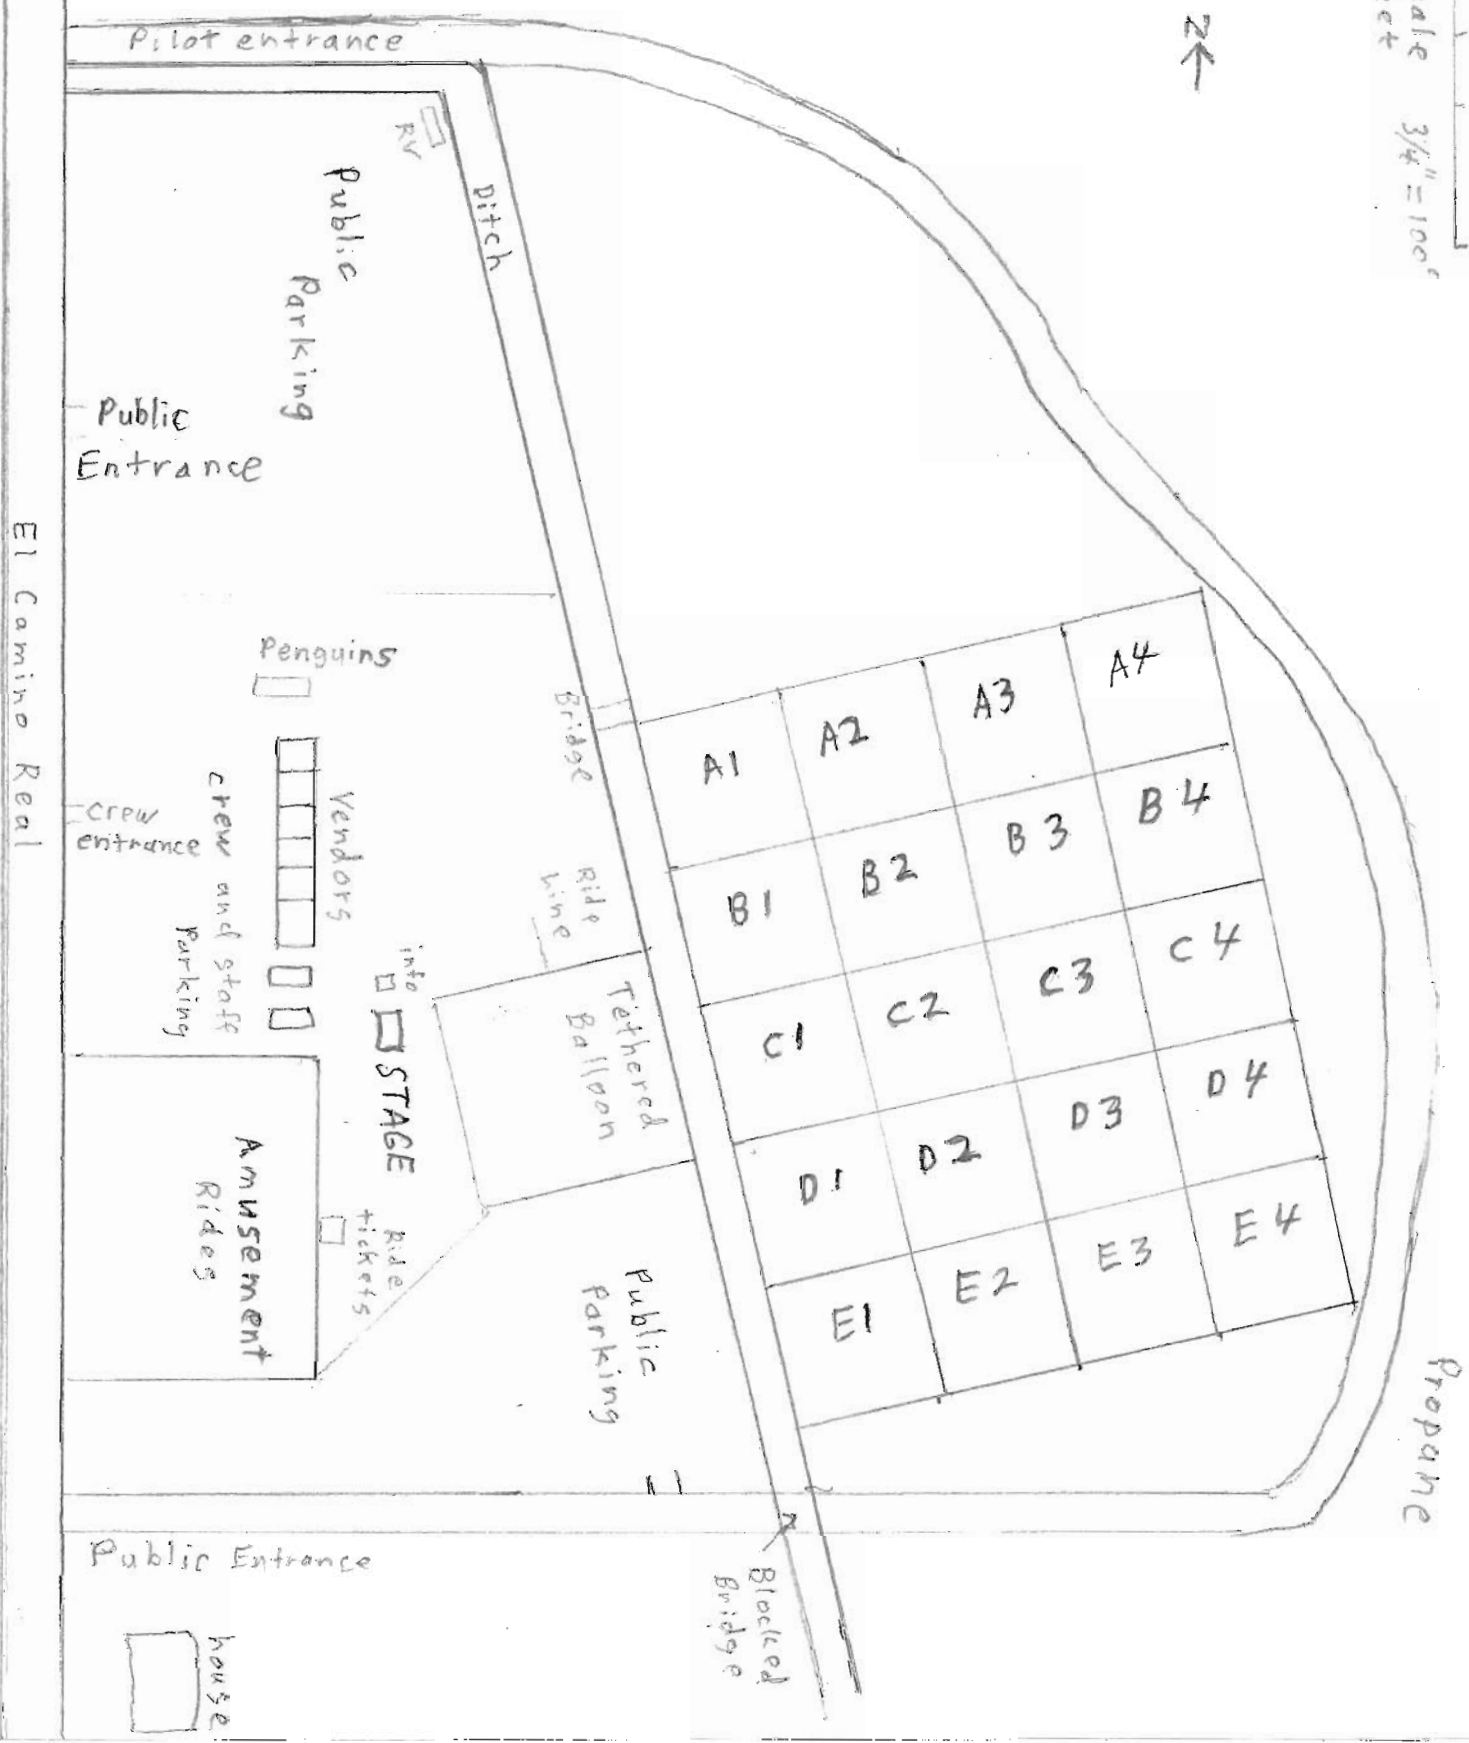 Pilot entrance
N
3/4" = 100'
RV
Ditch
Public
Parking
Public
Entrance
El Camino Real
Penguins
Bridge
A1 A2 A3 A4
B1 B2 B3 B4
C1 C2 C3 C4
D1 D2 D3 D4
E1 E2 E3 E4
Vendors
Crew
entrance
crew and staff
Parking
Ride
Line
info
STAGE
Tethered
Balloon
Amusement
Rides
Ride
tickets
Public
Parking
Propane
Public Entrance
Blocked
Bridge
house